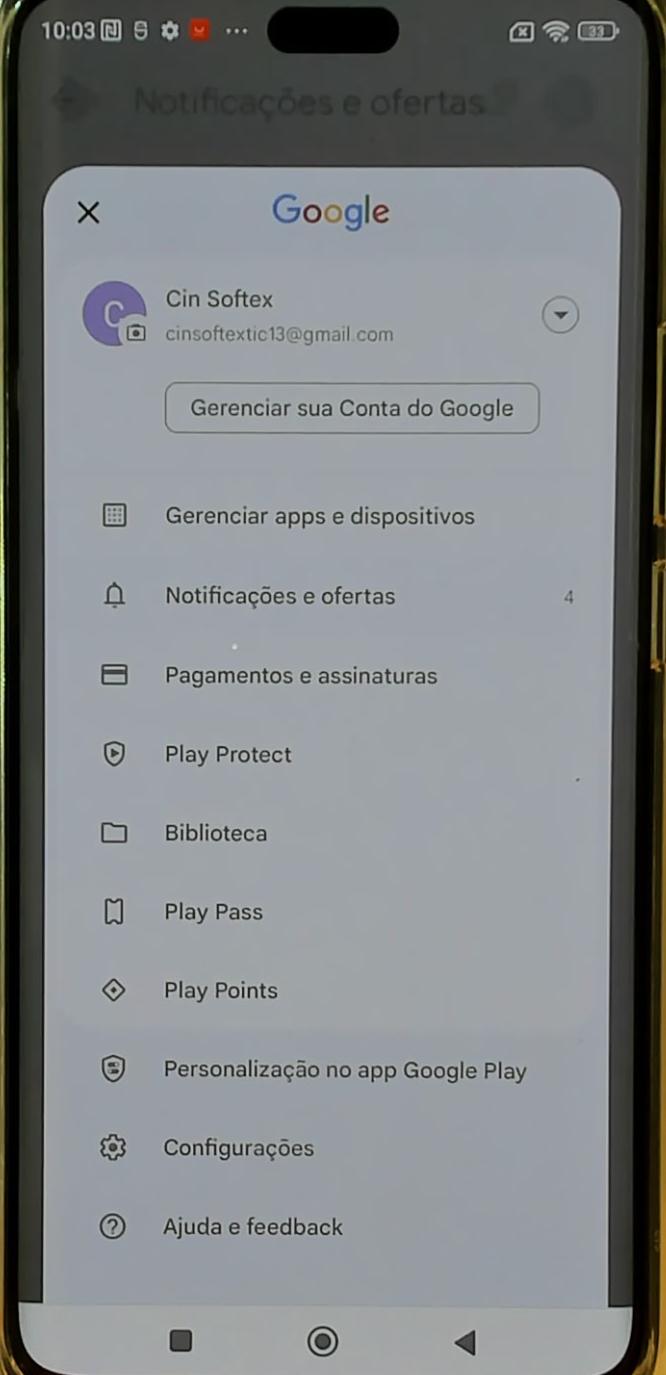 10:03
33
Notificações e ofertas
Google
C
Cin Softex
cinsoftextic13@gmail.com
Gerenciar sua Conta do Google
Gerenciar apps e dispositivos
Notificações e ofertas 4
Pagamentos e assinaturas
Play Protect
Biblioteca
Play Pass
Play Points
Personalização no app Google Play
Configurações
Ajuda e feedback